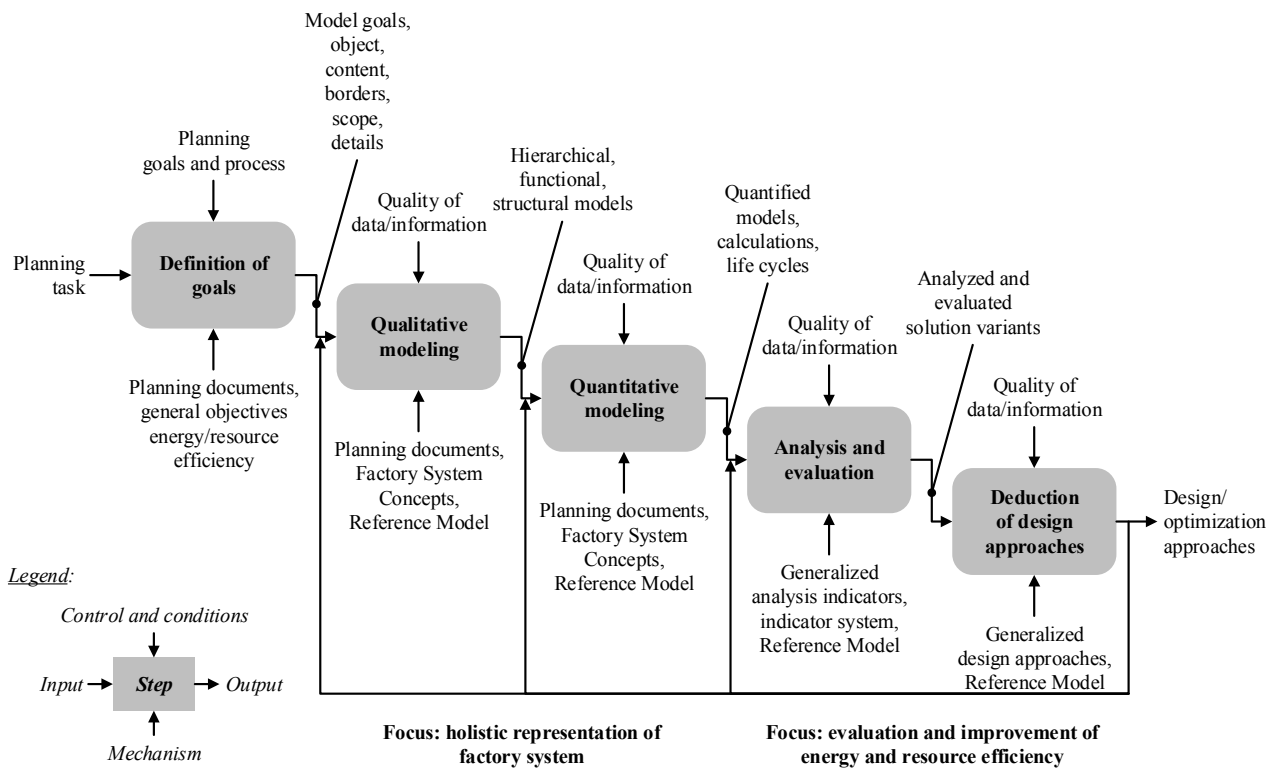 Model goals,
object,
content,
borders,
scope,
details
Planning
goals and process
Planning
task
Definition of
goals
Planning documents,
general objectives
energy/resource
efficiency
Quality of
data/information
Qualitative
modeling
Planning documents,
Factory System
Concepts,
Reference Model
Hierarchical,
functional,
structural models
Quality of
data/information
Quantitative
modeling
Planning documents,
Factory System
Concepts,
Reference Model
Quantified
models,
calculations,
life cycles
Quality of
data/information
Analysis and
evaluation
Generalized
analysis indicators,
indicator system,
Reference Model
Analyzed and
evaluated
solution variants
Quality of
data/information
Deduction
of design
approaches
Generalized
design approaches,
Reference Model
Design/
optimization
approaches
Legend:
Control and conditions
Input
Step
Output
Mechanism
Focus: holistic representation of
factory system
Focus: evaluation and improvement of
energy and resource efficiency